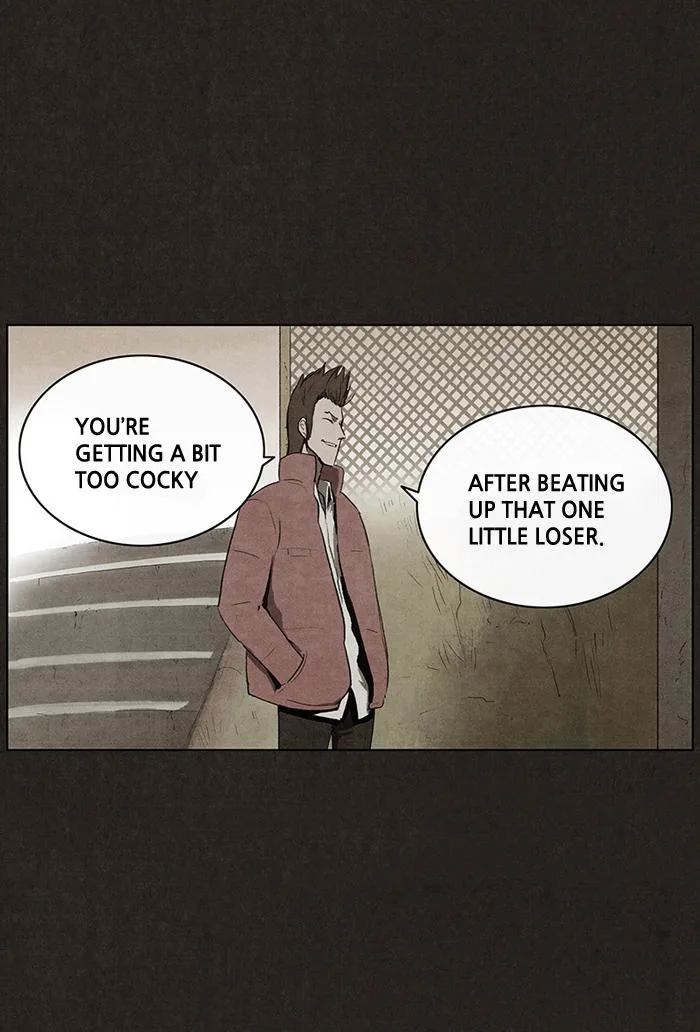 YOU'RE
GETTING A BIT
TOO COCKY
AFTER BEATING
UP THAT ONE
LITTLE LOSER.